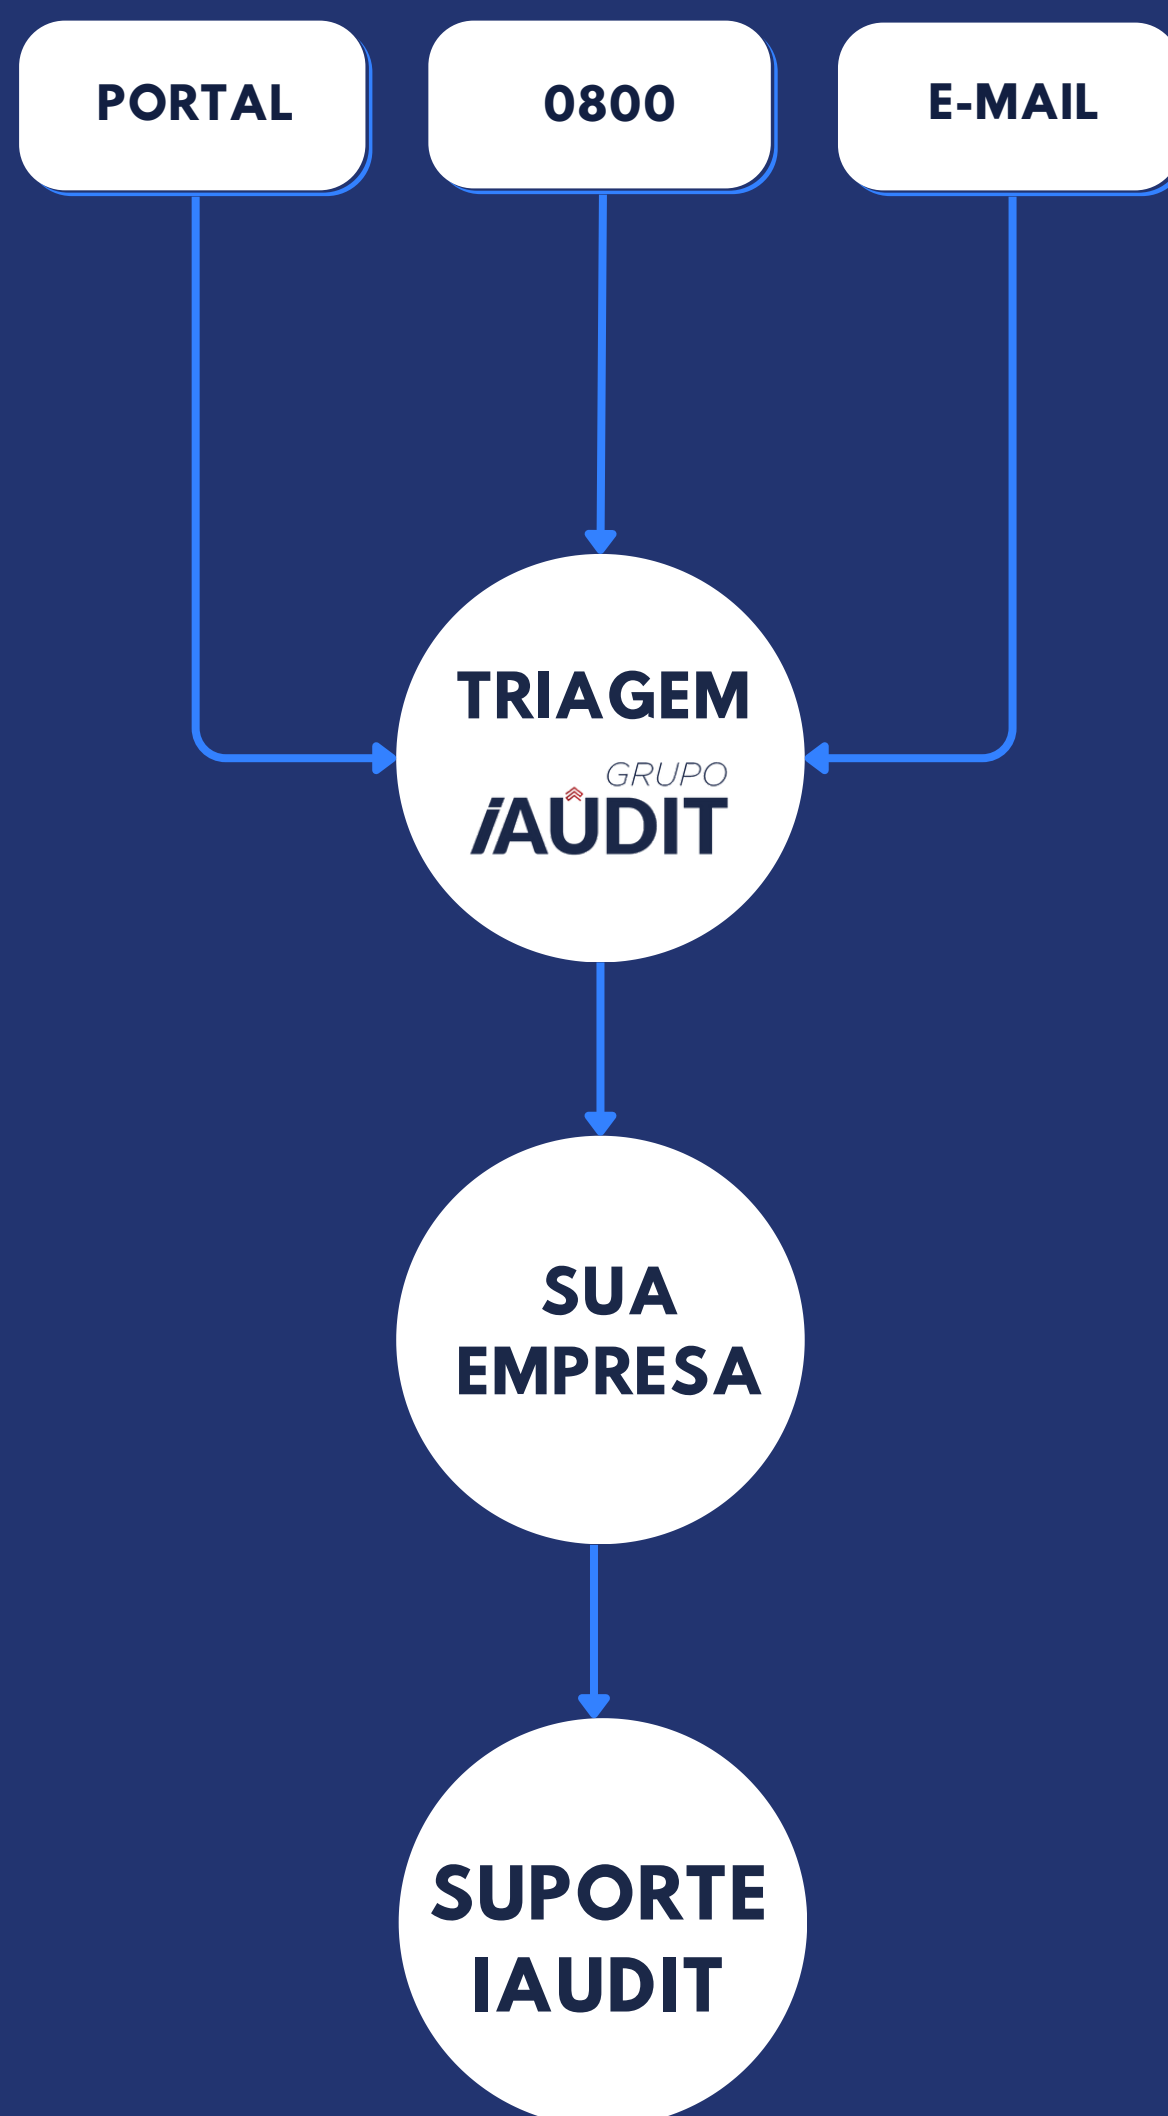 PORTAL
0800
E-MAIL
TRIAGEM
GRUPO
iAUDIT
SUA
EMPRESA
SUPORTE
IAUDIT